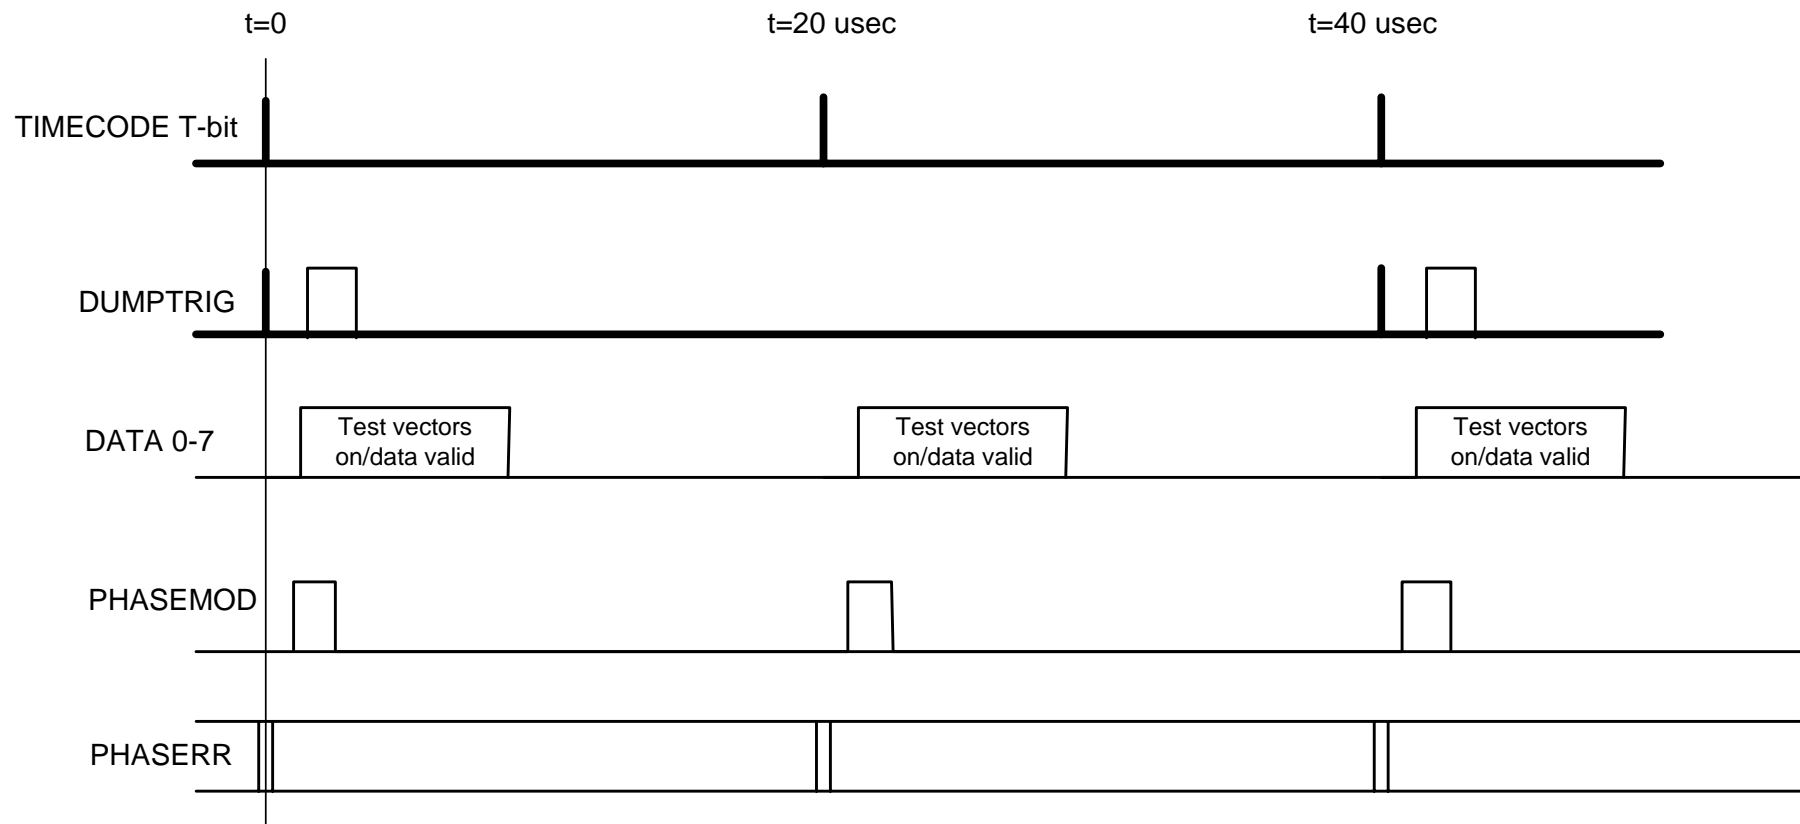 t=0
t=20 usec
t=40 usec
TIMECODE T-bit
DUMPTRIG
DATA 0-7
Test vectors
on/data valid
Test vectors
on/data valid
Test vectors
on/data valid
PHASEMOD
PHASERR